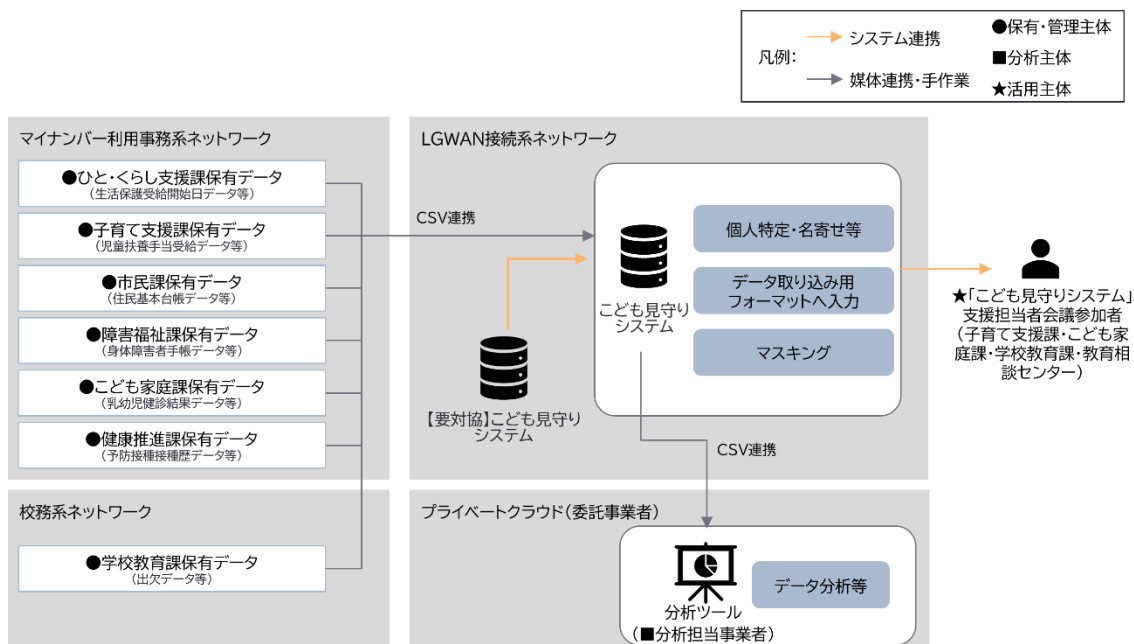 凡例：
システム連携
媒体連携・手作業
●保有・管理主体
■分析主体
★活用主体
マイナンバー利用事務系ネットワーク
●ひと・くらし支援課保有データ
（生活保護受給開始日データ等）
●子育て支援課保有データ
（児童扶養手当受給データ等）
●市民課保有データ
（住民基本台帳データ等）
●障害福祉課保有データ
（身体障害者手帳データ等）
●こども家庭課保有データ
（乳幼児健診結果データ等）
●健康推進課保有データ
（予防接種接種歴データ等）
校務系ネットワーク
●学校教育課保有データ
（出欠データ等）
CSV連携
LGWAN接続系ネットワーク
【要対協】こども見守り
システム
こども見守り
システム
個人特定・名寄せ等
データ取り込み用
フォーマットへ入力
マスキング
CSV連携
★「こども見守りシステム」
支援担当者会議参加者
（子育て支援課・こども家
庭課・学校教育課・教育相
談センター）
プライベートクラウド（委託事業者）
分析ツール
（■分析担当事業者）
データ分析等